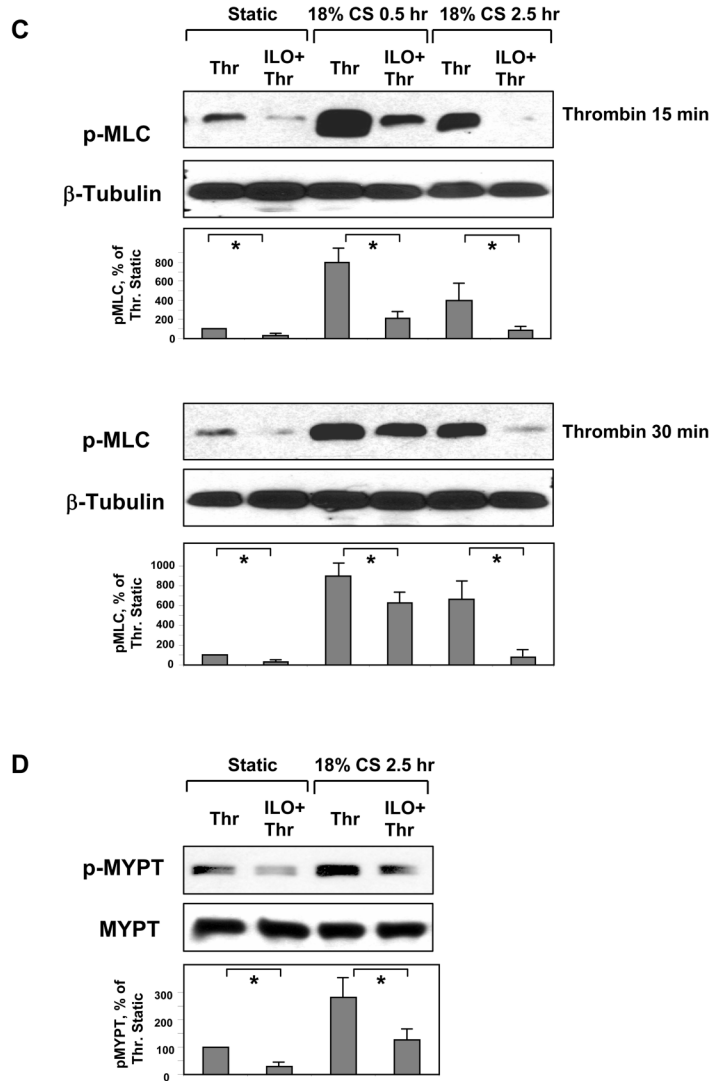 C
Static 18% CS 0.5 hr 18% CS 2.5 hr
Thr ILO+ Thr Thr ILO+ Thr Thr ILO+ Thr
p-MLC
Thrombin 15 min
β-Tubulin
pMLC, % of
Thr. Static
800
600
400
200
0
* * *
p-MLC
Thrombin 30 min
β-Tubulin
pMLC, % of
Thr. Static
1000
800
600
400
200
0
* * *
D
Static 18% CS 2.5 hr
Thr ILO+ Thr Thr ILO+ Thr
p-MYPT
MYPT
pMYPT, % of
Thr. Static
300
200
100
0
* *